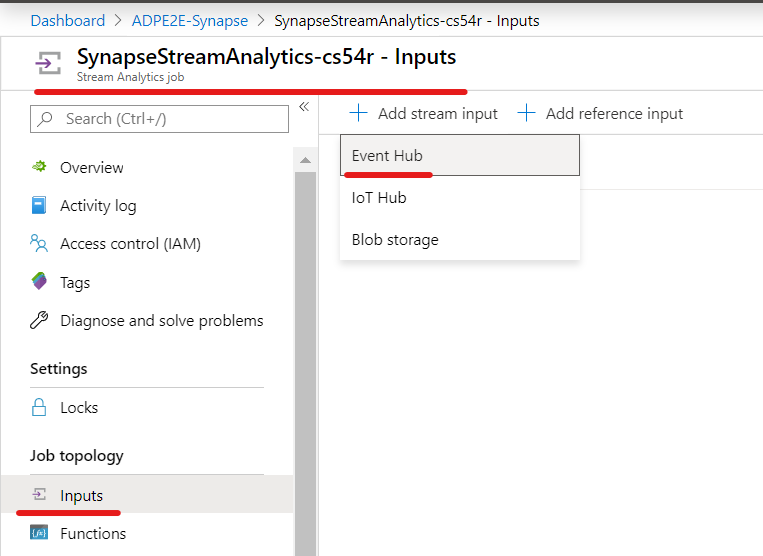 Dashboard > ADPE2E-Synapse > SynapseStreamAnalytics-cs54r - Inputs
SynapseStreamAnalytics-cs54r - Inputs
Stream Analytics job
Search (Ctrl+/)
«
Overview
Activity log
Access control (IAM)
Tags
Diagnose and solve problems
Settings
Locks
Job topology
Inputs
Functions
+ Add stream input + Add reference input
Event Hub
IoT Hub
Blob storage